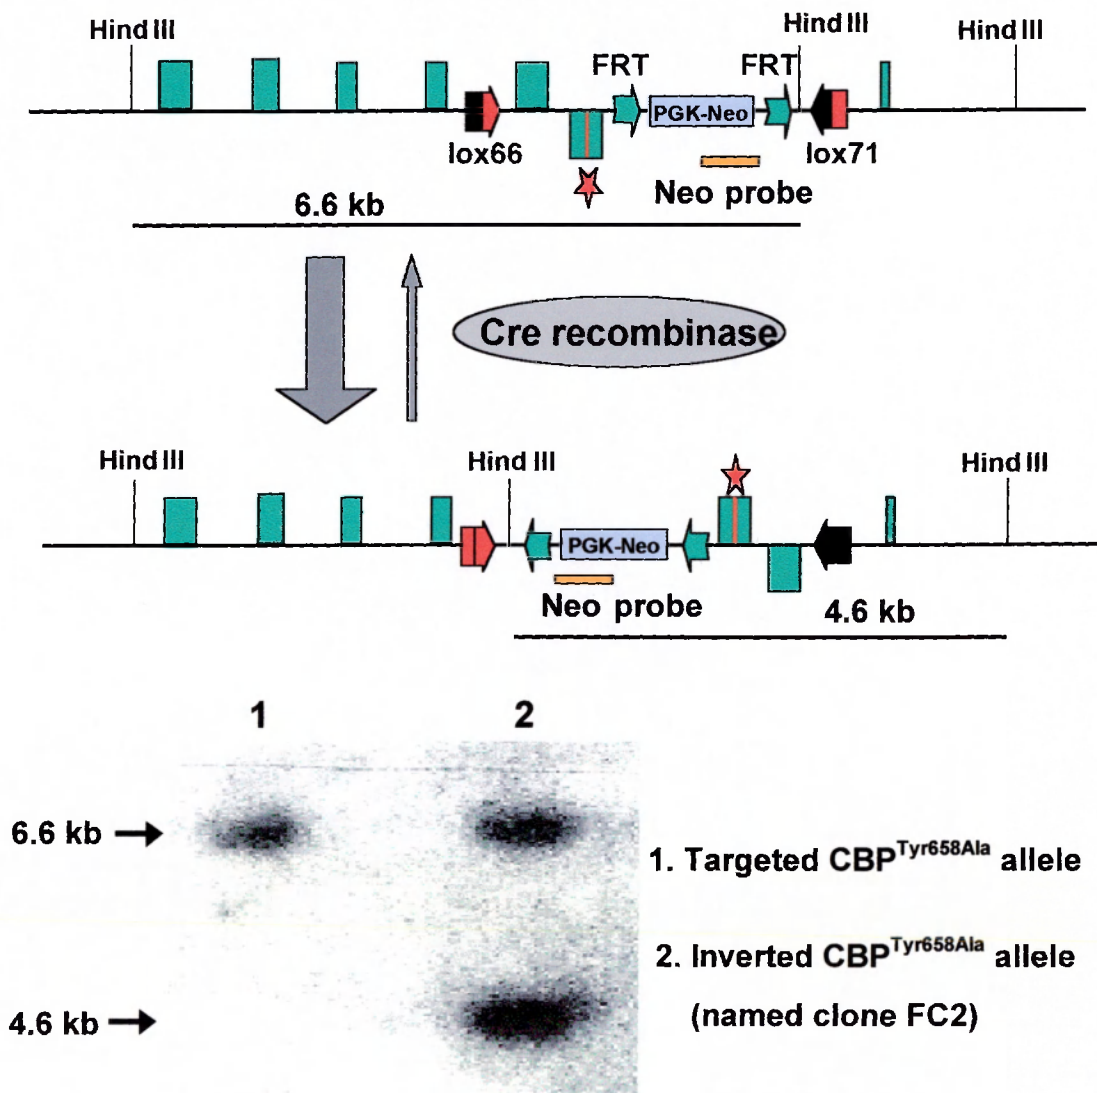 Hind III
Hind III
Hind III
FRT
FRT
PGK-Neo
lox66
lox71
Neo probe
6.6 kb
Cre recombinase
Hind III
Hind III
Hind III
PGK-Neo
Neo probe
4.6 kb
1
2
6.6 kb
4.6 kb
1. Targeted CBPTyr658Ala allele
2. Inverted CBPTyr658Ala allele
(named clone FC2)